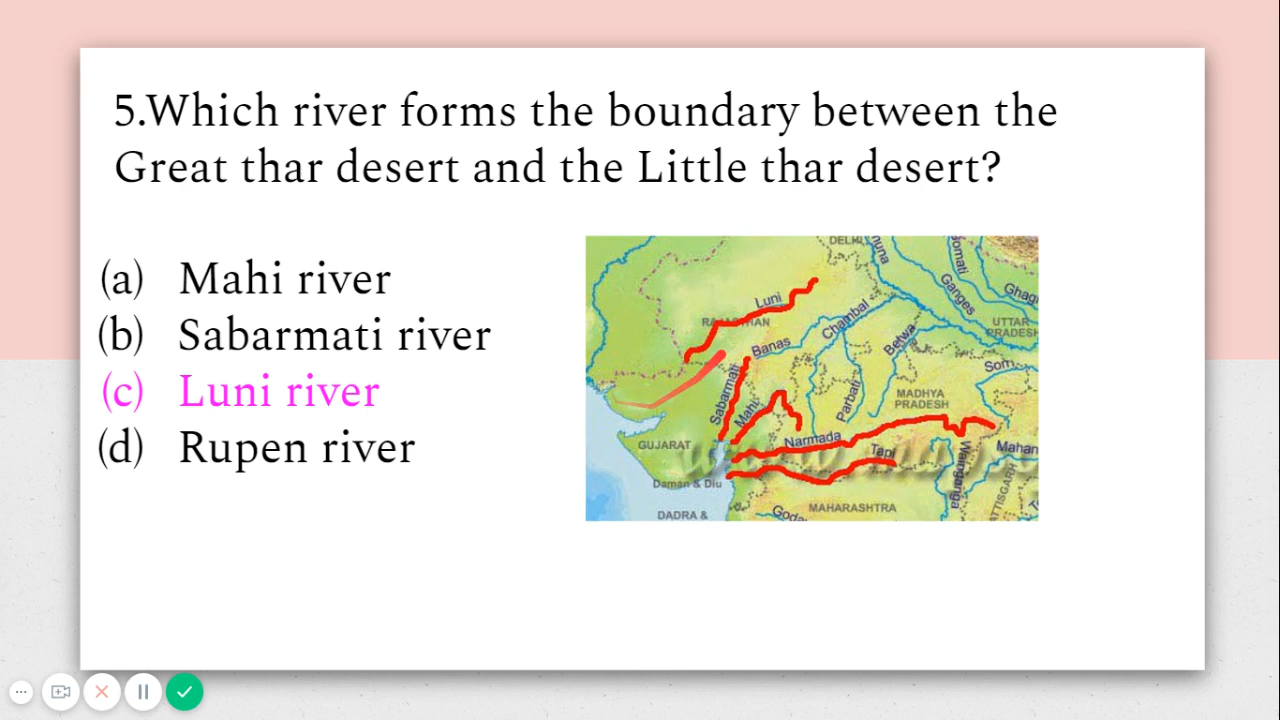 5.Which river forms the boundary between the
Great thar desert and the Little thar desert?
(a) Mahi river
(b) Sabarmati river
(c) Luni river
(d) Rupen river
DELHI
Gomati
Ganges
Luni
RAJASTHAN
Chambal
UTTAR
PRADESH
Banas
Betwa
Sabarmati
Mahi
Parbati
MADHYA
PRADESH
GUJARAT
Narmada
Tapi
Wainganga
Daman & Diu
MAHARASHTRA
DADRA &